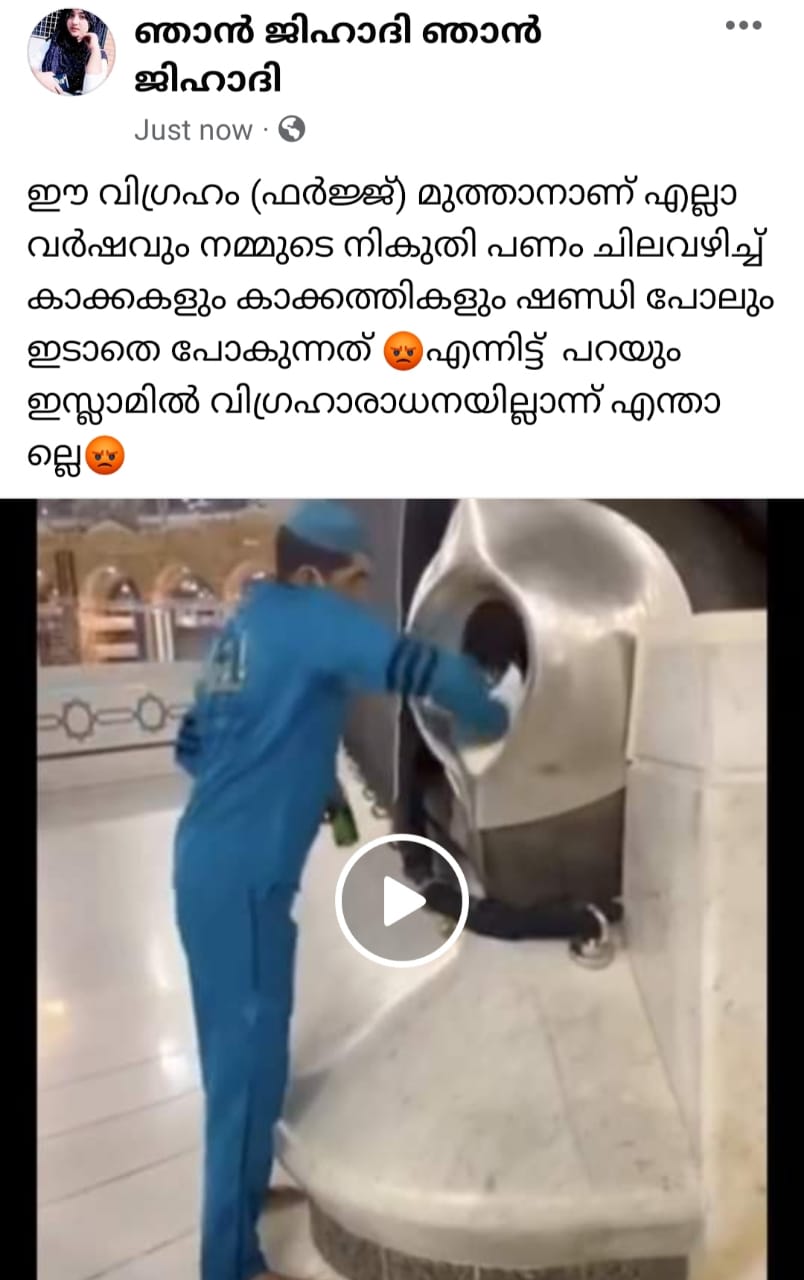 ഞാൻ ജിഹാദി ഞാൻ
ജിഹാദി
Just now ·
ഈ വിഗ്രഹം (ഫർജ്ജ്) മുത്താനാണ് എല്ലാ
വർഷവും നമ്മുടെ നികുതി പണം ചിലവഴിച്ച്
കാക്കകളും കാക്കത്തികളും ഷണ്ഡി പോലും
ഇടാതെ പോകുന്നത് 😡എന്നിട്ട് പറയും
ഇസ്ലാമിൽ വിഗ്രഹാരാധനയില്ലാന്ന് എന്താ
ല്ലെ😡